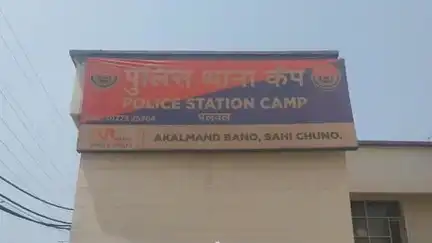 पुलिस थाना कैंप
POLICE STATION CAMP
पलवल
AKALMAND BANO, SAHI CHUNO.